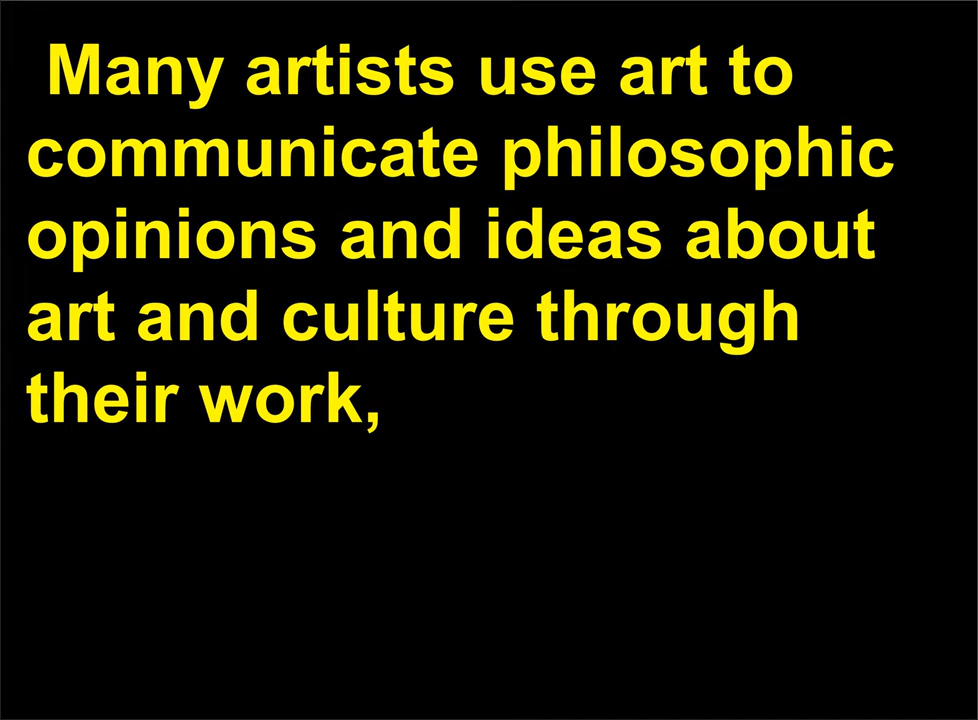 Many artists use art to
communicate philosophic
opinions and ideas about
art and culture through
their work,